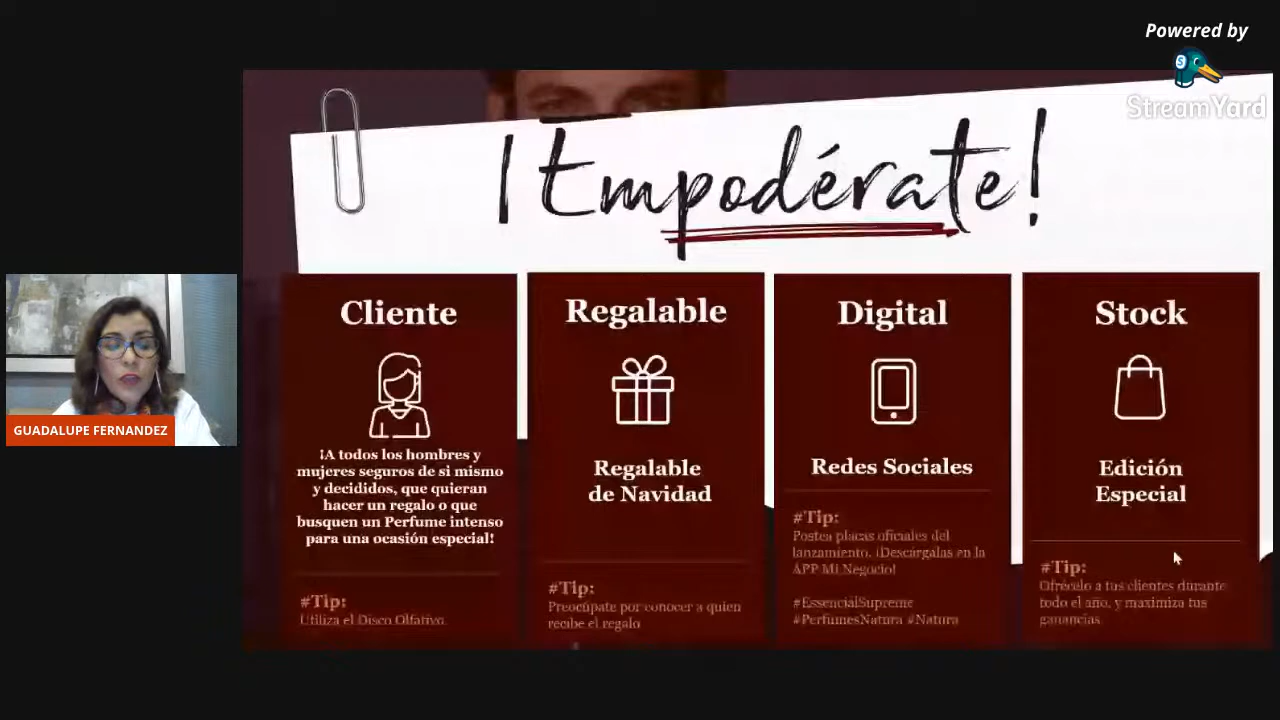 Powered by
StreamYard
¡Empodérate!
Cliente
¡A todos los hombres y
mujeres seguros de si mismo
y decididos, que quieran
hacer un regalo o que
busquen un Perfume intenso
para una ocasión especial!
#Tip:
Utiliza el Disco Olfativo.
Regalable
Regalable
de Navidad
#Tip:
Preocúpate por conocer a quien
recibe el regalo
Digital
Redes Sociales
#Tip:
Postea placas oficiales del
lanzamiento. ¡Descárgalas en la
APP Mi Negocio!
#EssencialSupreme
#PerfumesNatura #Natura
Stock
Edición
Especial
#Tip:
Ofrécelo a tus clientes durante
todo el año, y maximiza tus
ganancias
GUADALUPE FERNANDEZ